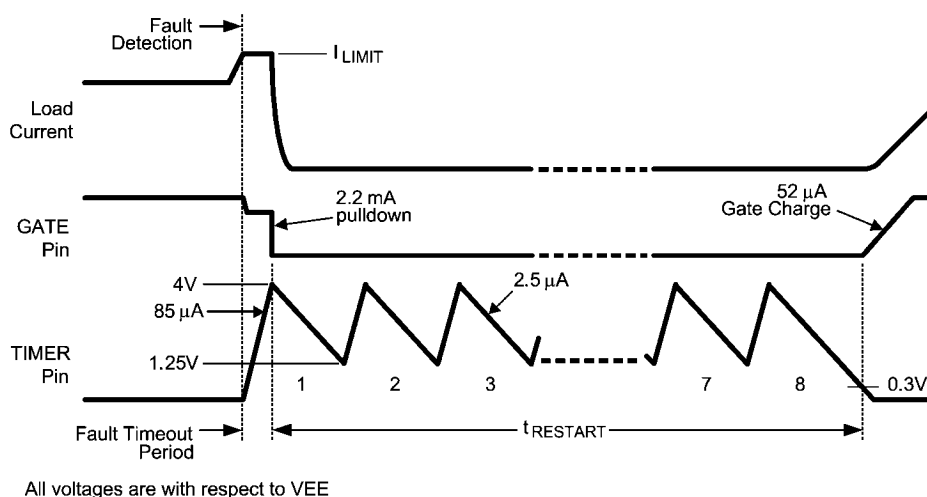 Fault
Detection
I LIMIT
Load
Current
2.2 mA
pulldown
52 μA
Gate Charge
GATE
Pin
4V
85 μA
2.5 μA
TIMER
Pin
1.25V
1
2
3
7
8
0.3V
Fault Timeout
Period
t RESTART
All voltages are with respect to VEE